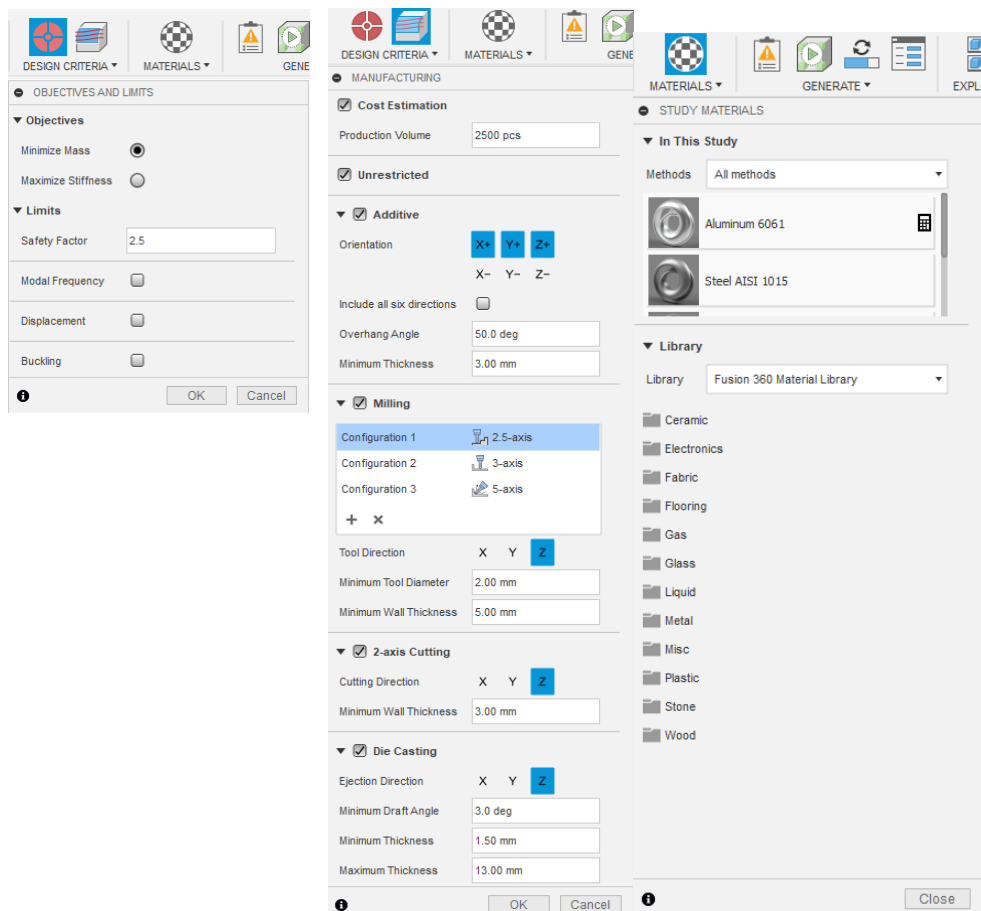 DESIGN CRITERIA ▾
MATERIALS ▾
GENE
OBJECTIVES AND LIMITS
Objectives
Minimize Mass
Maximize Stiffness
Limits
Safety Factor 2.5
Modal Frequency
Displacement
Buckling
OK Cancel
DESIGN CRITERIA ▾
MATERIALS ▾
GENE
MANUFACTURING
Cost Estimation
Production Volume 2500 pcs
Unrestricted
Additive
Orientation X+ Y+ Z+
X− Y− Z−
Include all six directions
Overhang Angle 50.0 deg
Minimum Thickness 3.00 mm
Milling
Configuration 1 2.5-axis
Configuration 2 3-axis
Configuration 3 5-axis
Tool Direction X Y Z
Minimum Tool Diameter 2.00 mm
Minimum Wall Thickness 5.00 mm
2-axis Cutting
Cutting Direction X Y Z
Minimum Wall Thickness 3.00 mm
Die Casting
Ejection Direction X Y Z
Minimum Draft Angle 3.0 deg
Minimum Thickness 1.50 mm
Maximum Thickness 13.00 mm
OK Cancel
MATERIALS ▾
GENERATE ▾
EXPL
STUDY MATERIALS
In This Study
Methods All methods
Aluminum 6061
Steel AISI 1015
Library
Library Fusion 360 Material Library
Ceramic
Electronics
Fabric
Flooring
Gas
Glass
Liquid
Metal
Misc
Plastic
Stone
Wood
Close